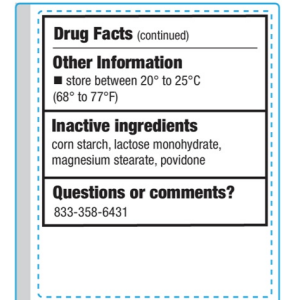 Drug Facts (continued)
Other Information
■ store between 20° to 25°C
(68° to 77°F)
Inactive ingredients
corn starch, lactose monohydrate,
magnesium stearate, povidone
Questions or comments?
833-358-6431